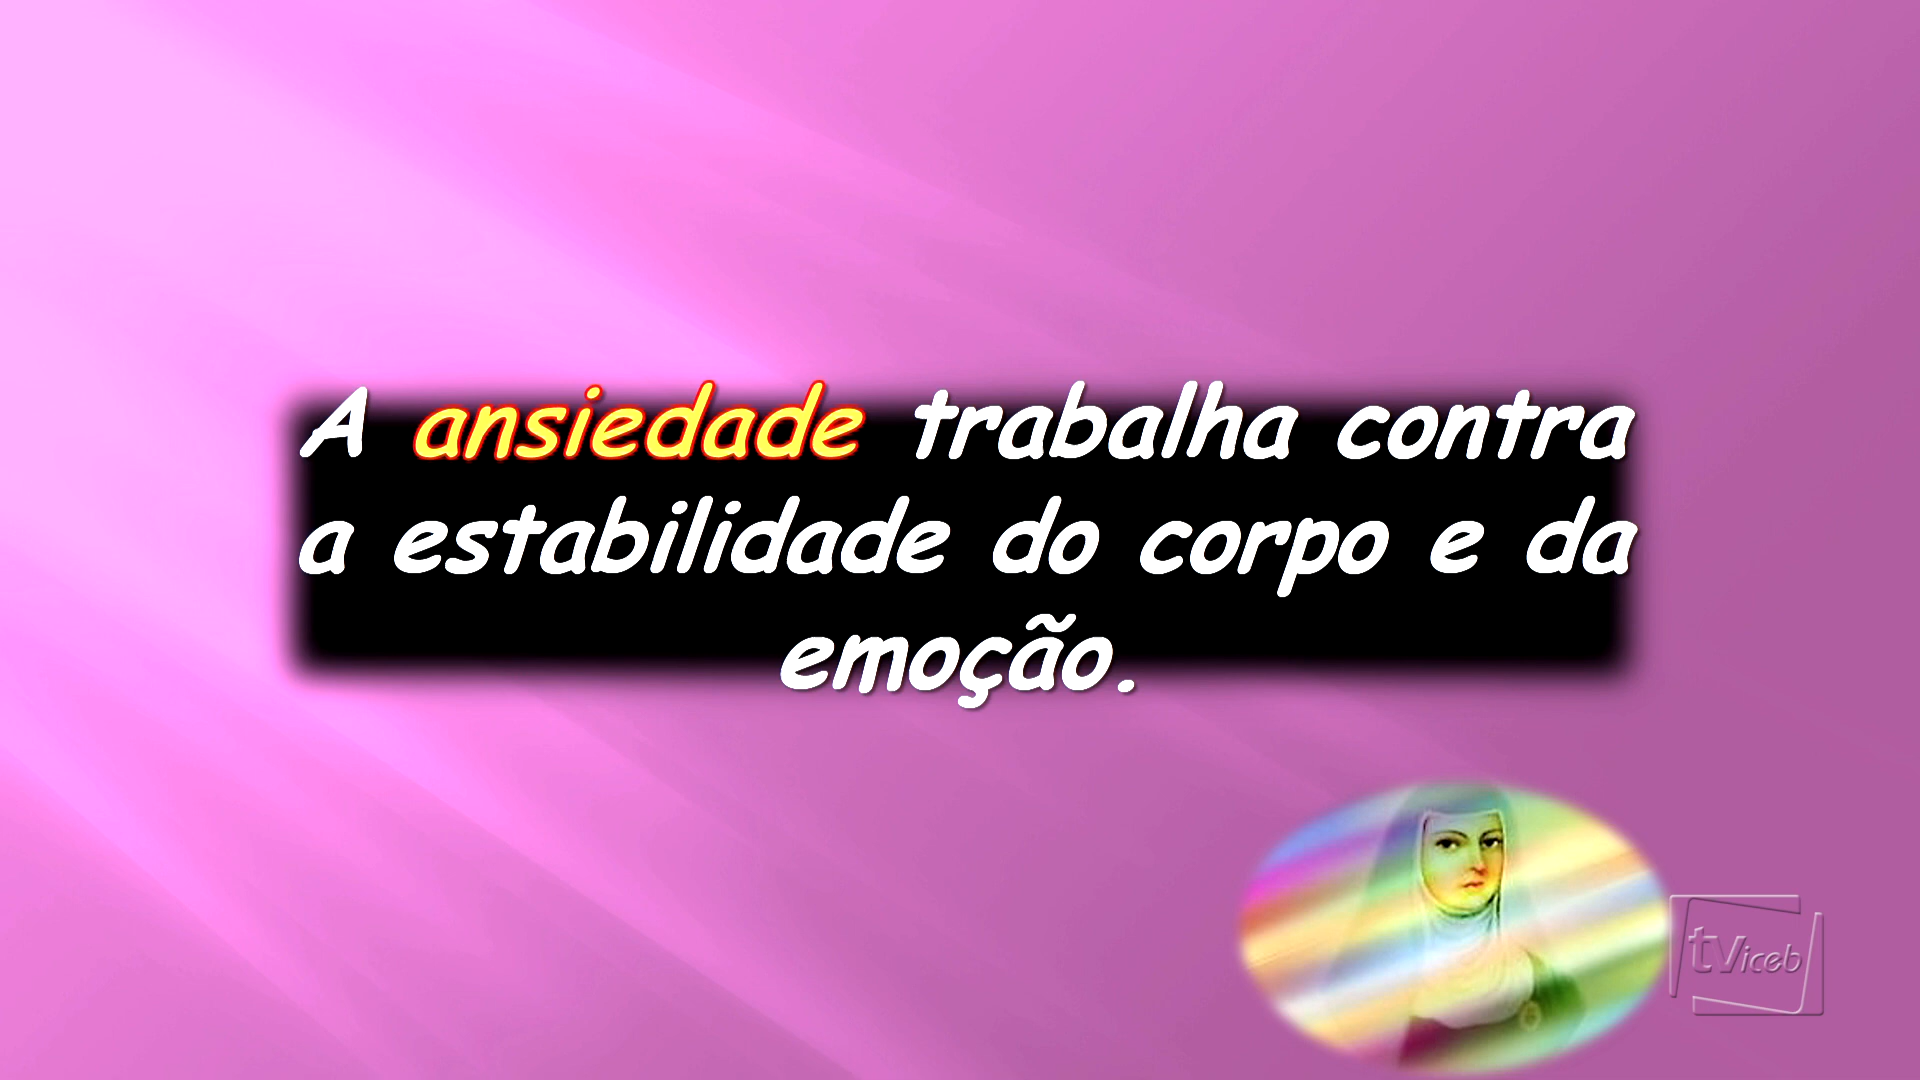 A ansiedade trabalha contra
a estabilidade do corpo e da
emoção.
tViceb